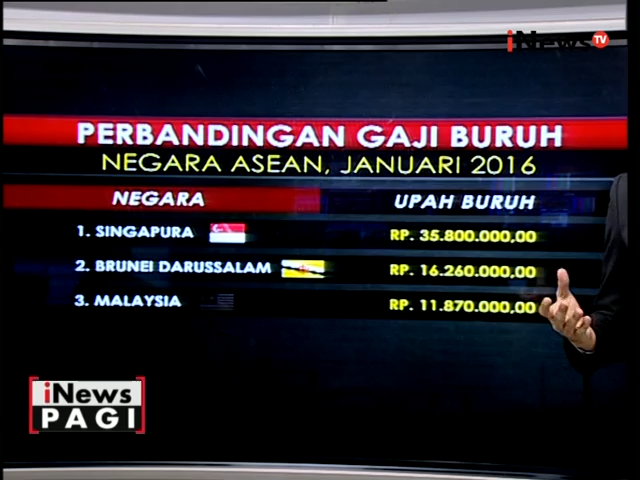 iNews TV
PERBANDINGAN GAJI BURUH
NEGARA ASEAN, JANUARI 2016
NEGARA UPAH BURUH
1. SINGAPURA RP. 35.800.000,00
2. BRUNEI DARUSSALAM RP. 16.260.000,00
3. MALAYSIA RP. 11.870.000,00
iNews
PAGI